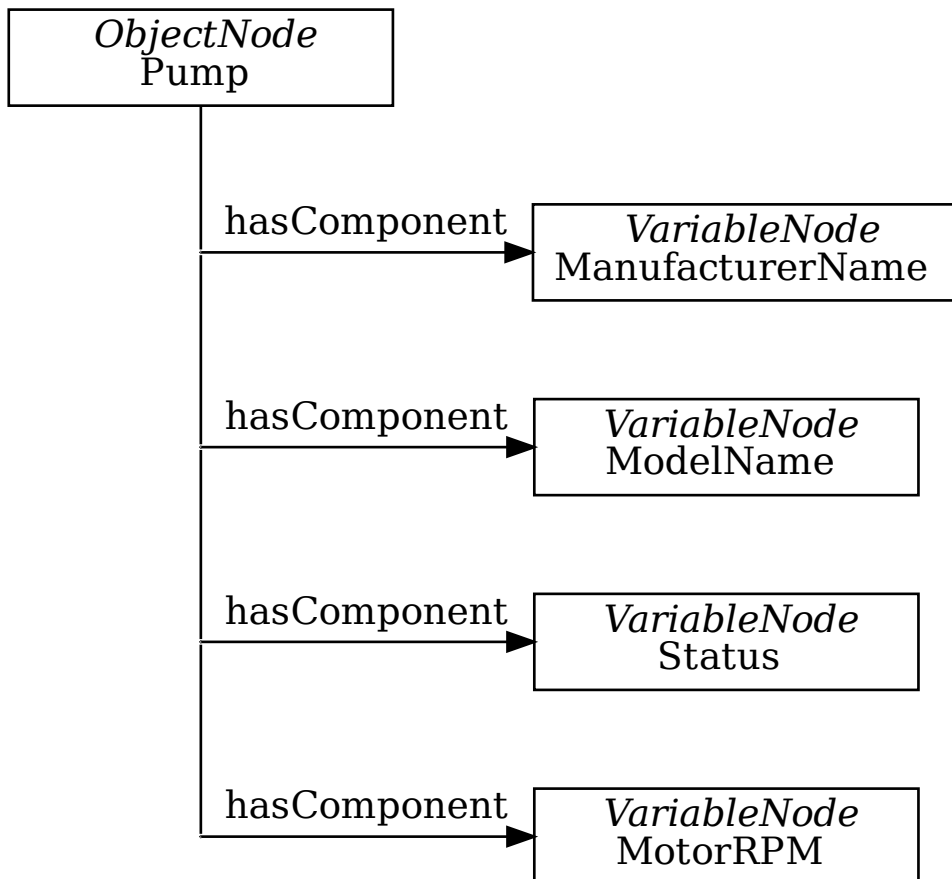 ObjectNode
Pump
hasComponent
VariableNode
ManufacturerName
hasComponent
VariableNode
ModelName
hasComponent
VariableNode
Status
hasComponent
VariableNode
MotorRPM